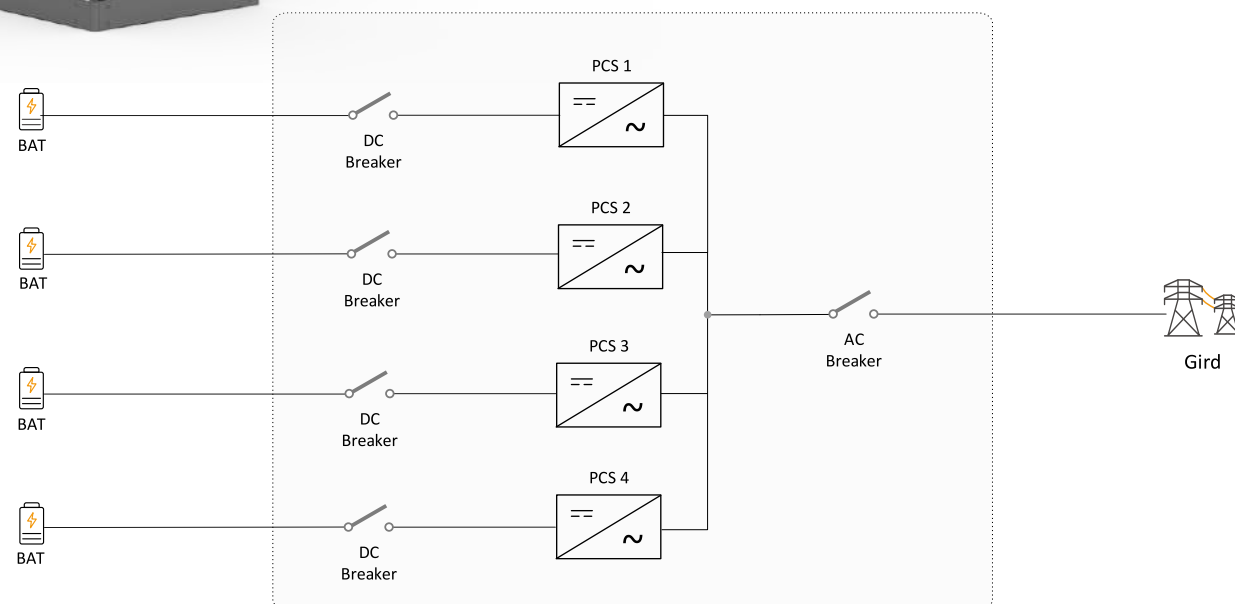 PCS 1
BAT
DC
Breaker
PCS 2
BAT
DC
Breaker
PCS 3
AC
Breaker
Gird
BAT
DC
Breaker
PCS 4
BAT
DC
Breaker